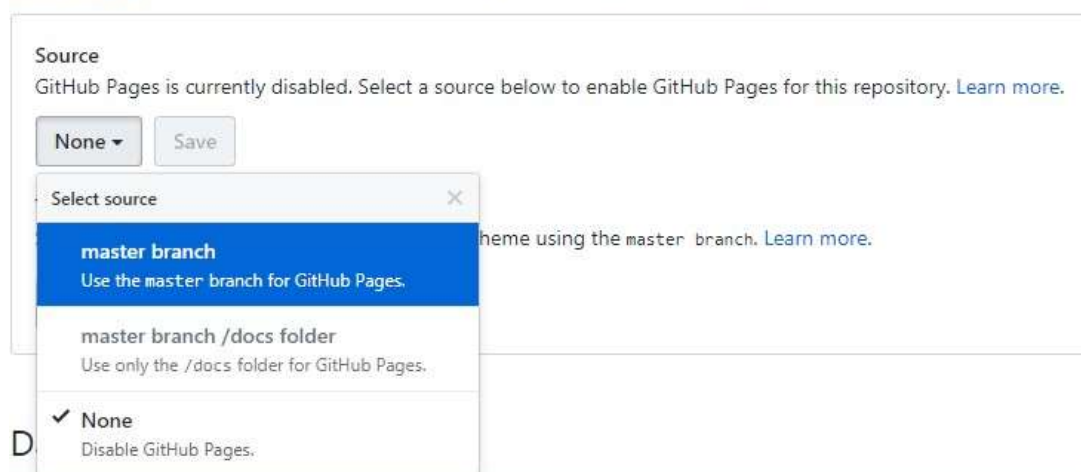 Source
GitHub Pages is currently disabled. Select a source below to enable GitHub Pages for this repository. Learn more.
None Save
Select source
master branch
heme using the master branch. Learn more.
Use the master branch for GitHub Pages.
master branch /docs folder
Use only the /docs folder for GitHub Pages.
None
D
Disable GitHub Pages.